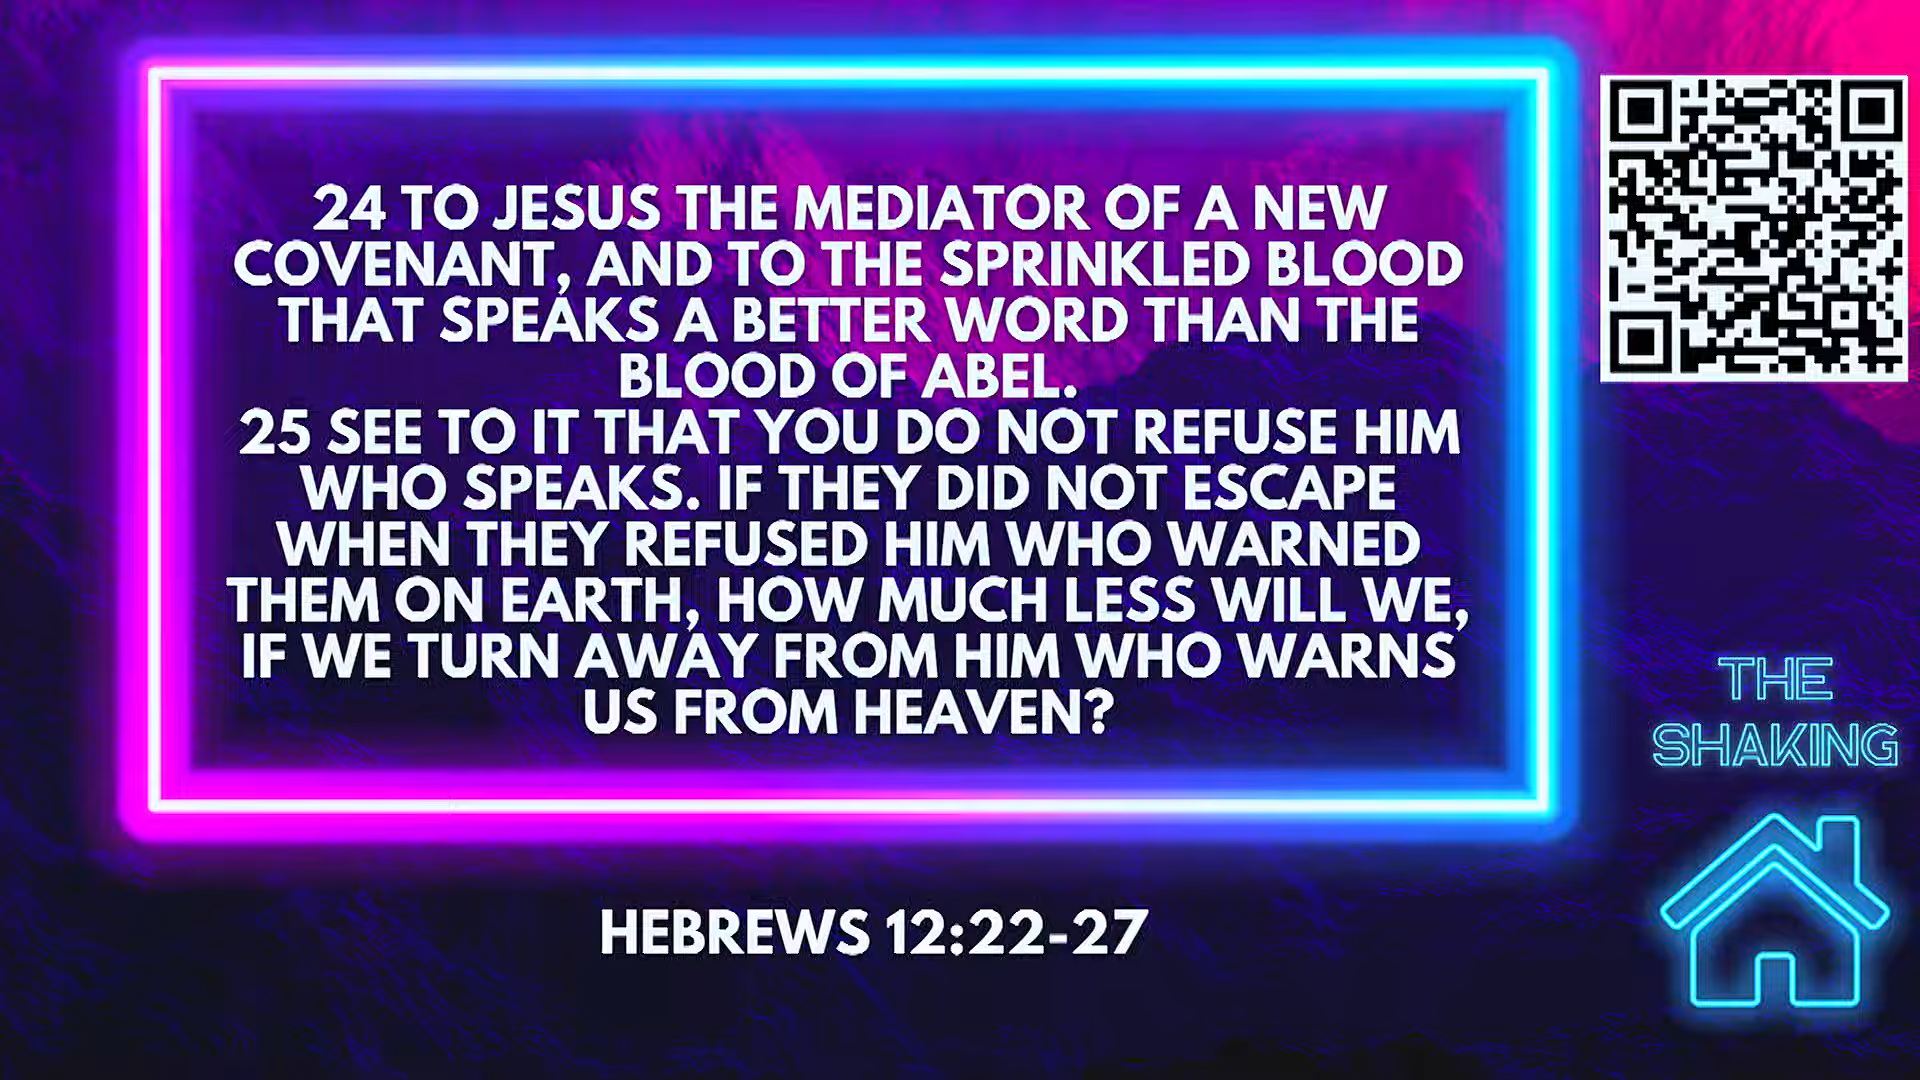 24 TO JESUS THE MEDIATOR OF A NEW
COVENANT, AND TO THE SPRINKLED BLOOD
THAT SPEAKS A BETTER WORD THAN THE
BLOOD OF ABEL.
25 SEE TO IT THAT YOU DO NOT REFUSE HIM
WHO SPEAKS. IF THEY DID NOT ESCAPE
WHEN THEY REFUSED HIM WHO WARNED
THEM ON EARTH, HOW MUCH LESS WILL WE,
IF WE TURN AWAY FROM HIM WHO WARNS
US FROM HEAVEN?
HEBREWS 12:22-27
THE
SHAKING